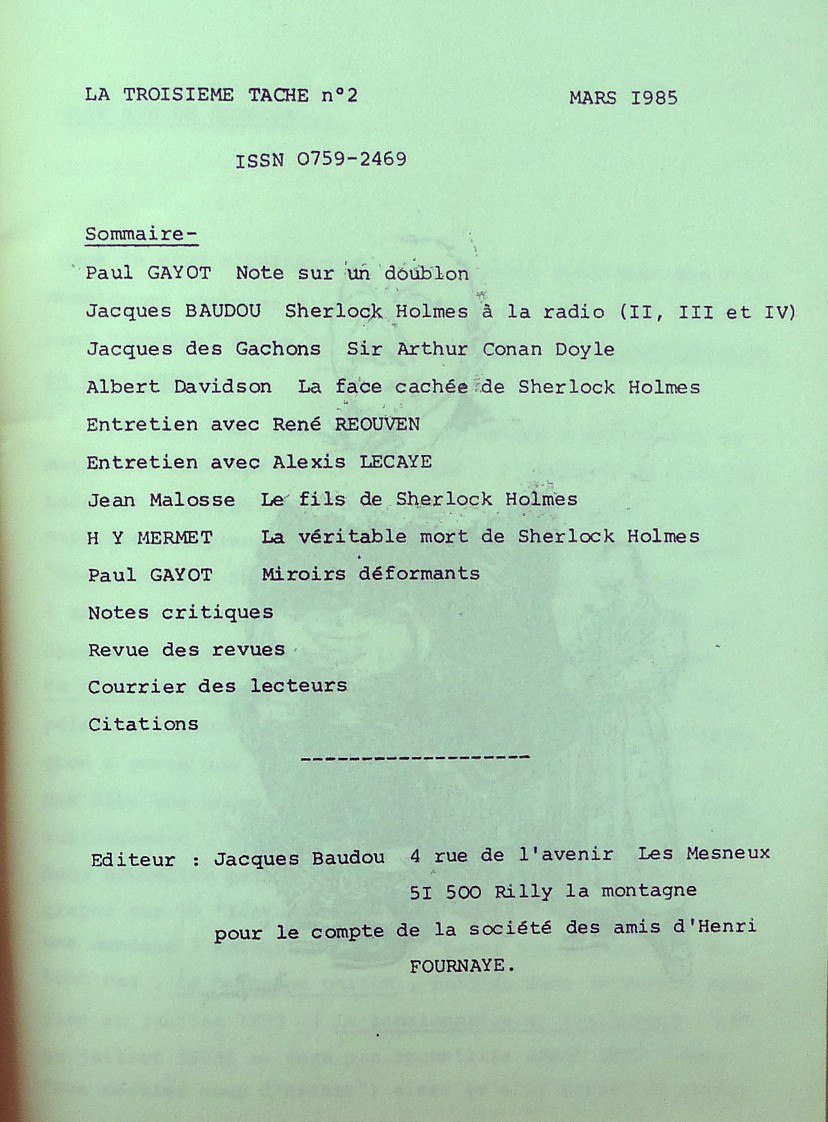 LA TROISIEME TACHE n°2 MARS I985
ISSN 0759-2469
Sommaire-
Paul GAYOT Note sur un doublon
Jacques BAUDOU Sherlock Holmes à la radio (II, III et IV)
Jacques des Gachons Sir Arthur Conan Doyle
Albert Davidson La face cachée de Sherlock Holmes
Entretien avec René REOUVEN
Entretien avec Alexis LECAYE
Jean Malosse Le fils de Sherlock Holmes
H Y MERMET La véritable mort de Sherlock Holmes
Paul GAYOT Miroirs déformants
Notes critiques
Revue des revues
Courrier des lecteurs
Citations
-------------------
Editeur : Jacques Baudou 4 rue de l'avenir Les Mesneux
5I 500 Rilly la montagne
pour le compte de la société des amis d'Henri
FOURNAYE.